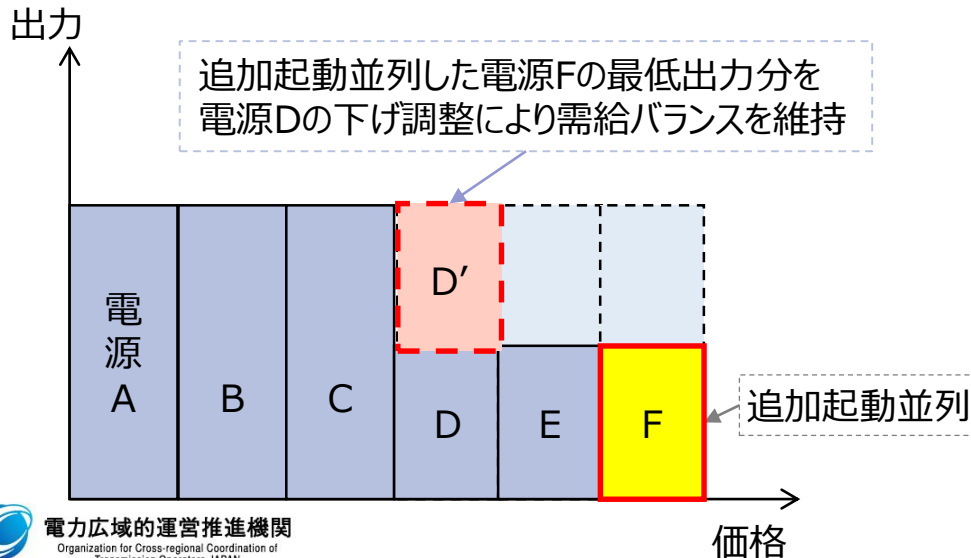 出力
追加起動並列した電源Fの最低出力分を
電源Dの下げ調整により需給バランスを維持
電
源
A
B
C
D′
D
E
F
追加起動並列
価格
電力広域的運営推進機関
Organization for Cross-regional Coordination of
Transmission Operators, JAPAN